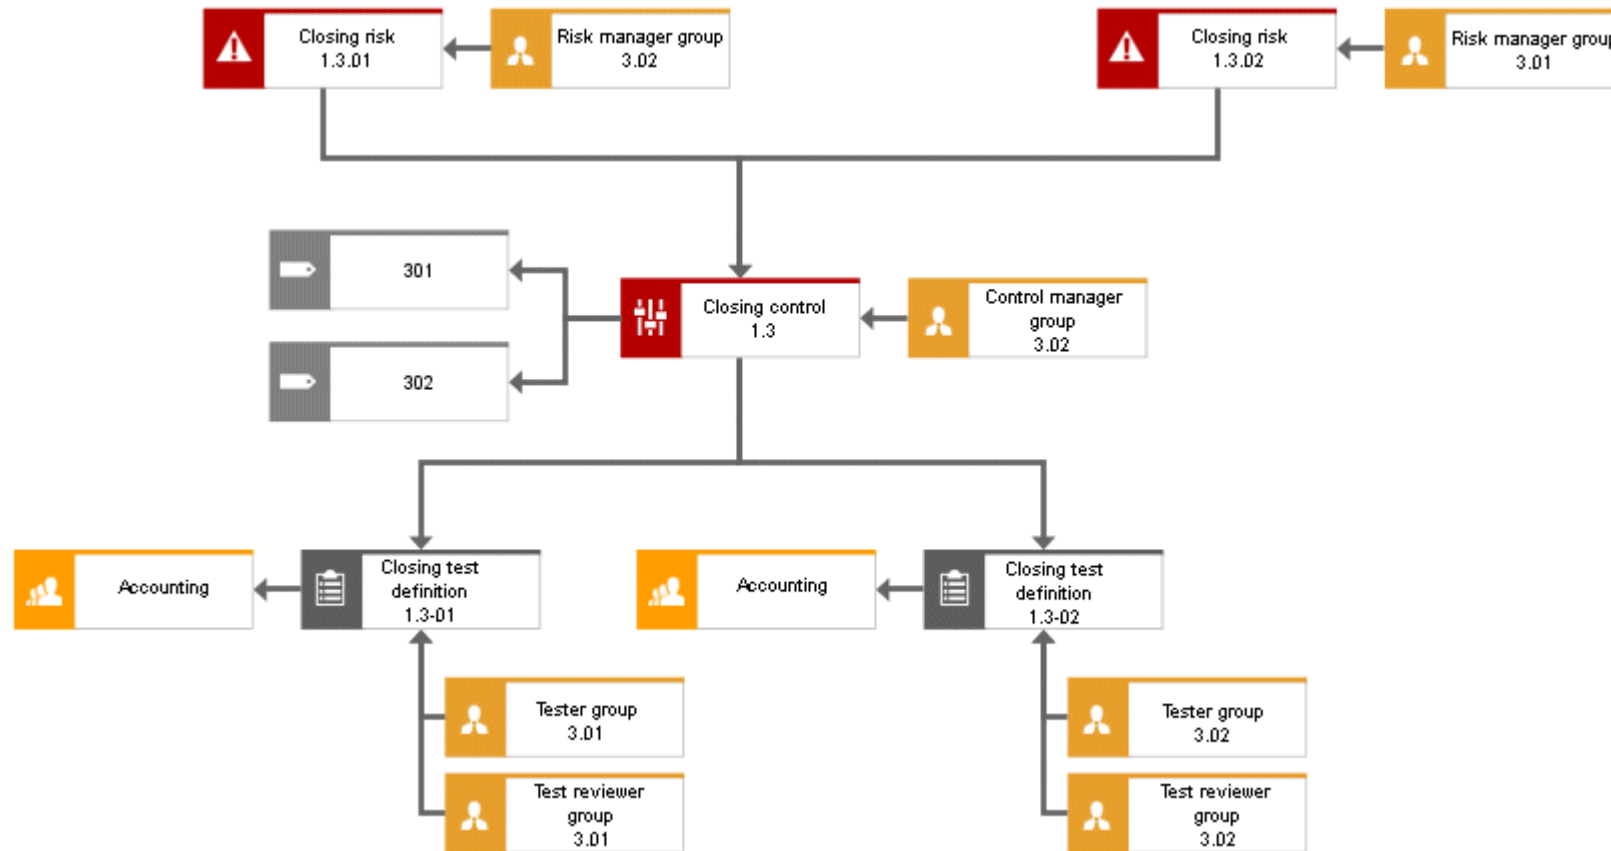 Closing risk
1.3.01
Risk manager group
3.02
Closing risk
1.3.02
Risk manager group
3.01
301
302
Closing control
1.3
Control manager
group
3.02
Accounting
Closing test
definition
1.3-01
Accounting
Closing test
definition
1.3-02
Tester group
3.01
Tester group
3.02
Test reviewer
group
3.01
Test reviewer
group
3.02